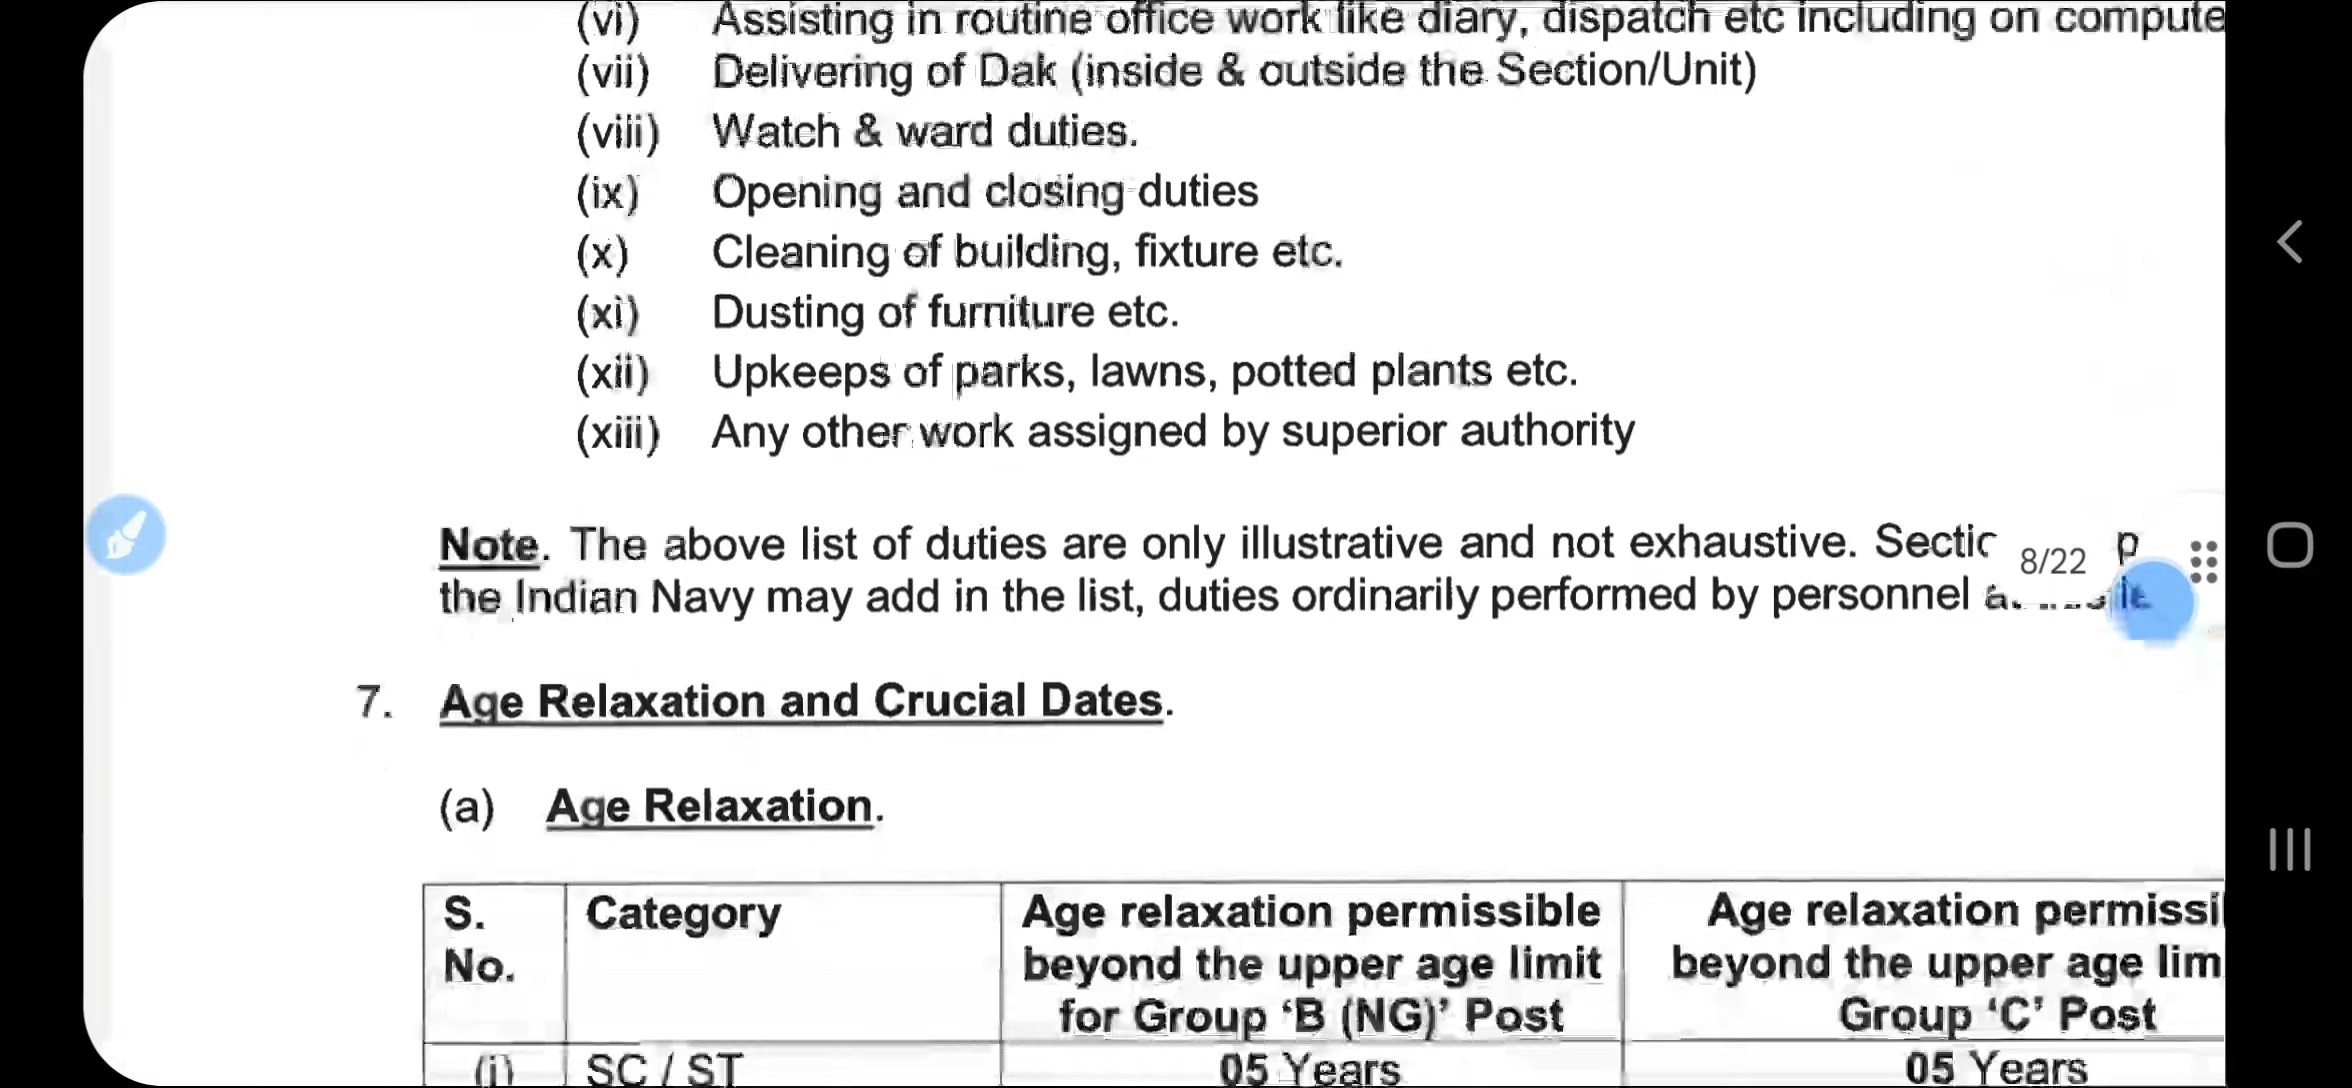 (vi) Assisting in routine office work like diary, dispatch etc including on compute
(vii) Delivering of Dak (inside & outside the Section/Unit)
(viii) Watch & ward duties.
(ix) Opening and closing duties
(x) Cleaning of building, fixture etc.
(xi) Dusting of furniture etc.
(xii) Upkeeps of parks, lawns, potted plants etc.
(xiii) Any other work assigned by superior authority
Note. The above list of duties are only illustrative and not exhaustive. Sectic
8/22
the Indian Navy may add in the list, duties ordinarily performed by personnel
7. Age Relaxation and Crucial Dates.
(a) Age Relaxation.
S. No. Category
Age relaxation permissible
beyond the upper age limit
for Group ‘B (NG)’ Post
Age relaxation permissi
beyond the upper age lim
Group ‘C’ Post
(i) SC / ST 05 Years 05 Years